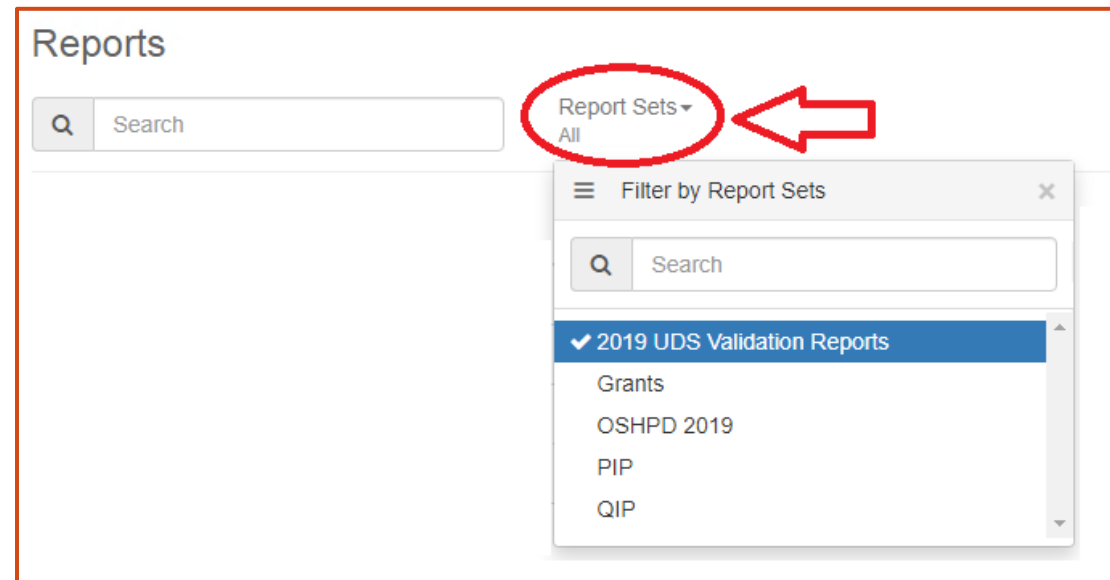 Reports
Search
Report Sets
All
Filter by Report Sets
Search
2019 UDS Validation Reports
Grants
OSHPD 2019
PIP
QIP